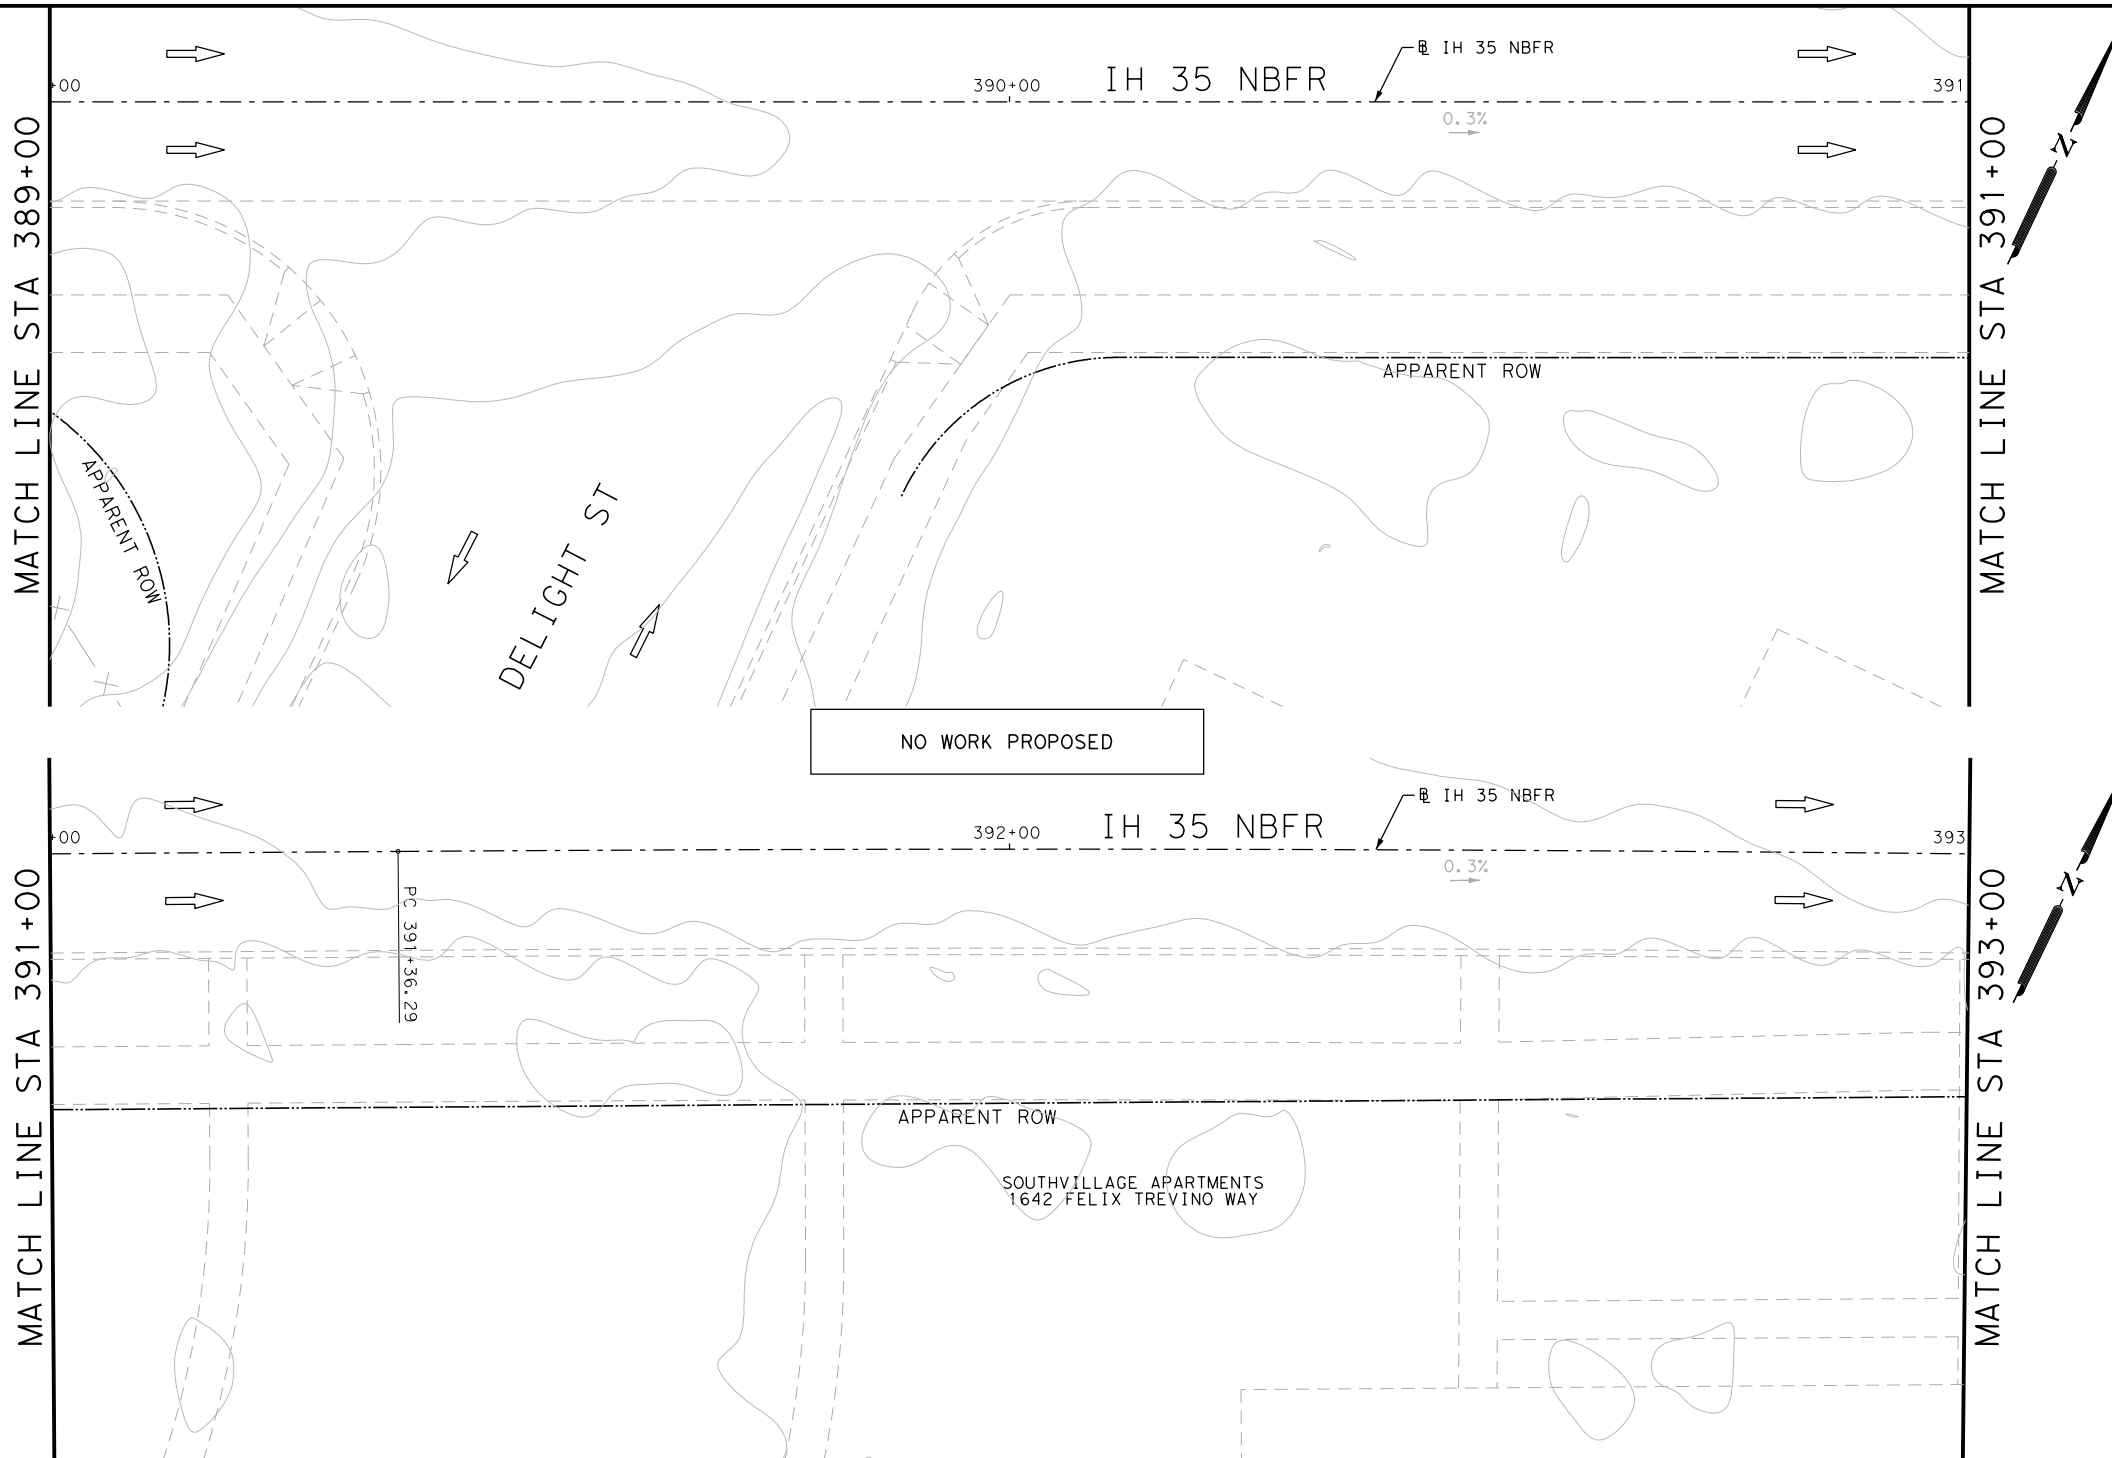 ℄ IH 35 NBFR
+00
390+00
IH 35 NBFR
391
0.3%
MATCH LINE STA 389+00
MATCH LINE STA 391+00
N
APPARENT ROW
APPARENT ROW
DELIGHT ST
NO WORK PROPOSED
℄ IH 35 NBFR
+00
392+00
IH 35 NBFR
393
0.3%
PC 391+36.29
MATCH LINE STA 391+00
MATCH LINE STA 393+00
N
APPARENT ROW
SOUTHVILLAGE APARTMENTS
1642 FELIX TREVINO WAY